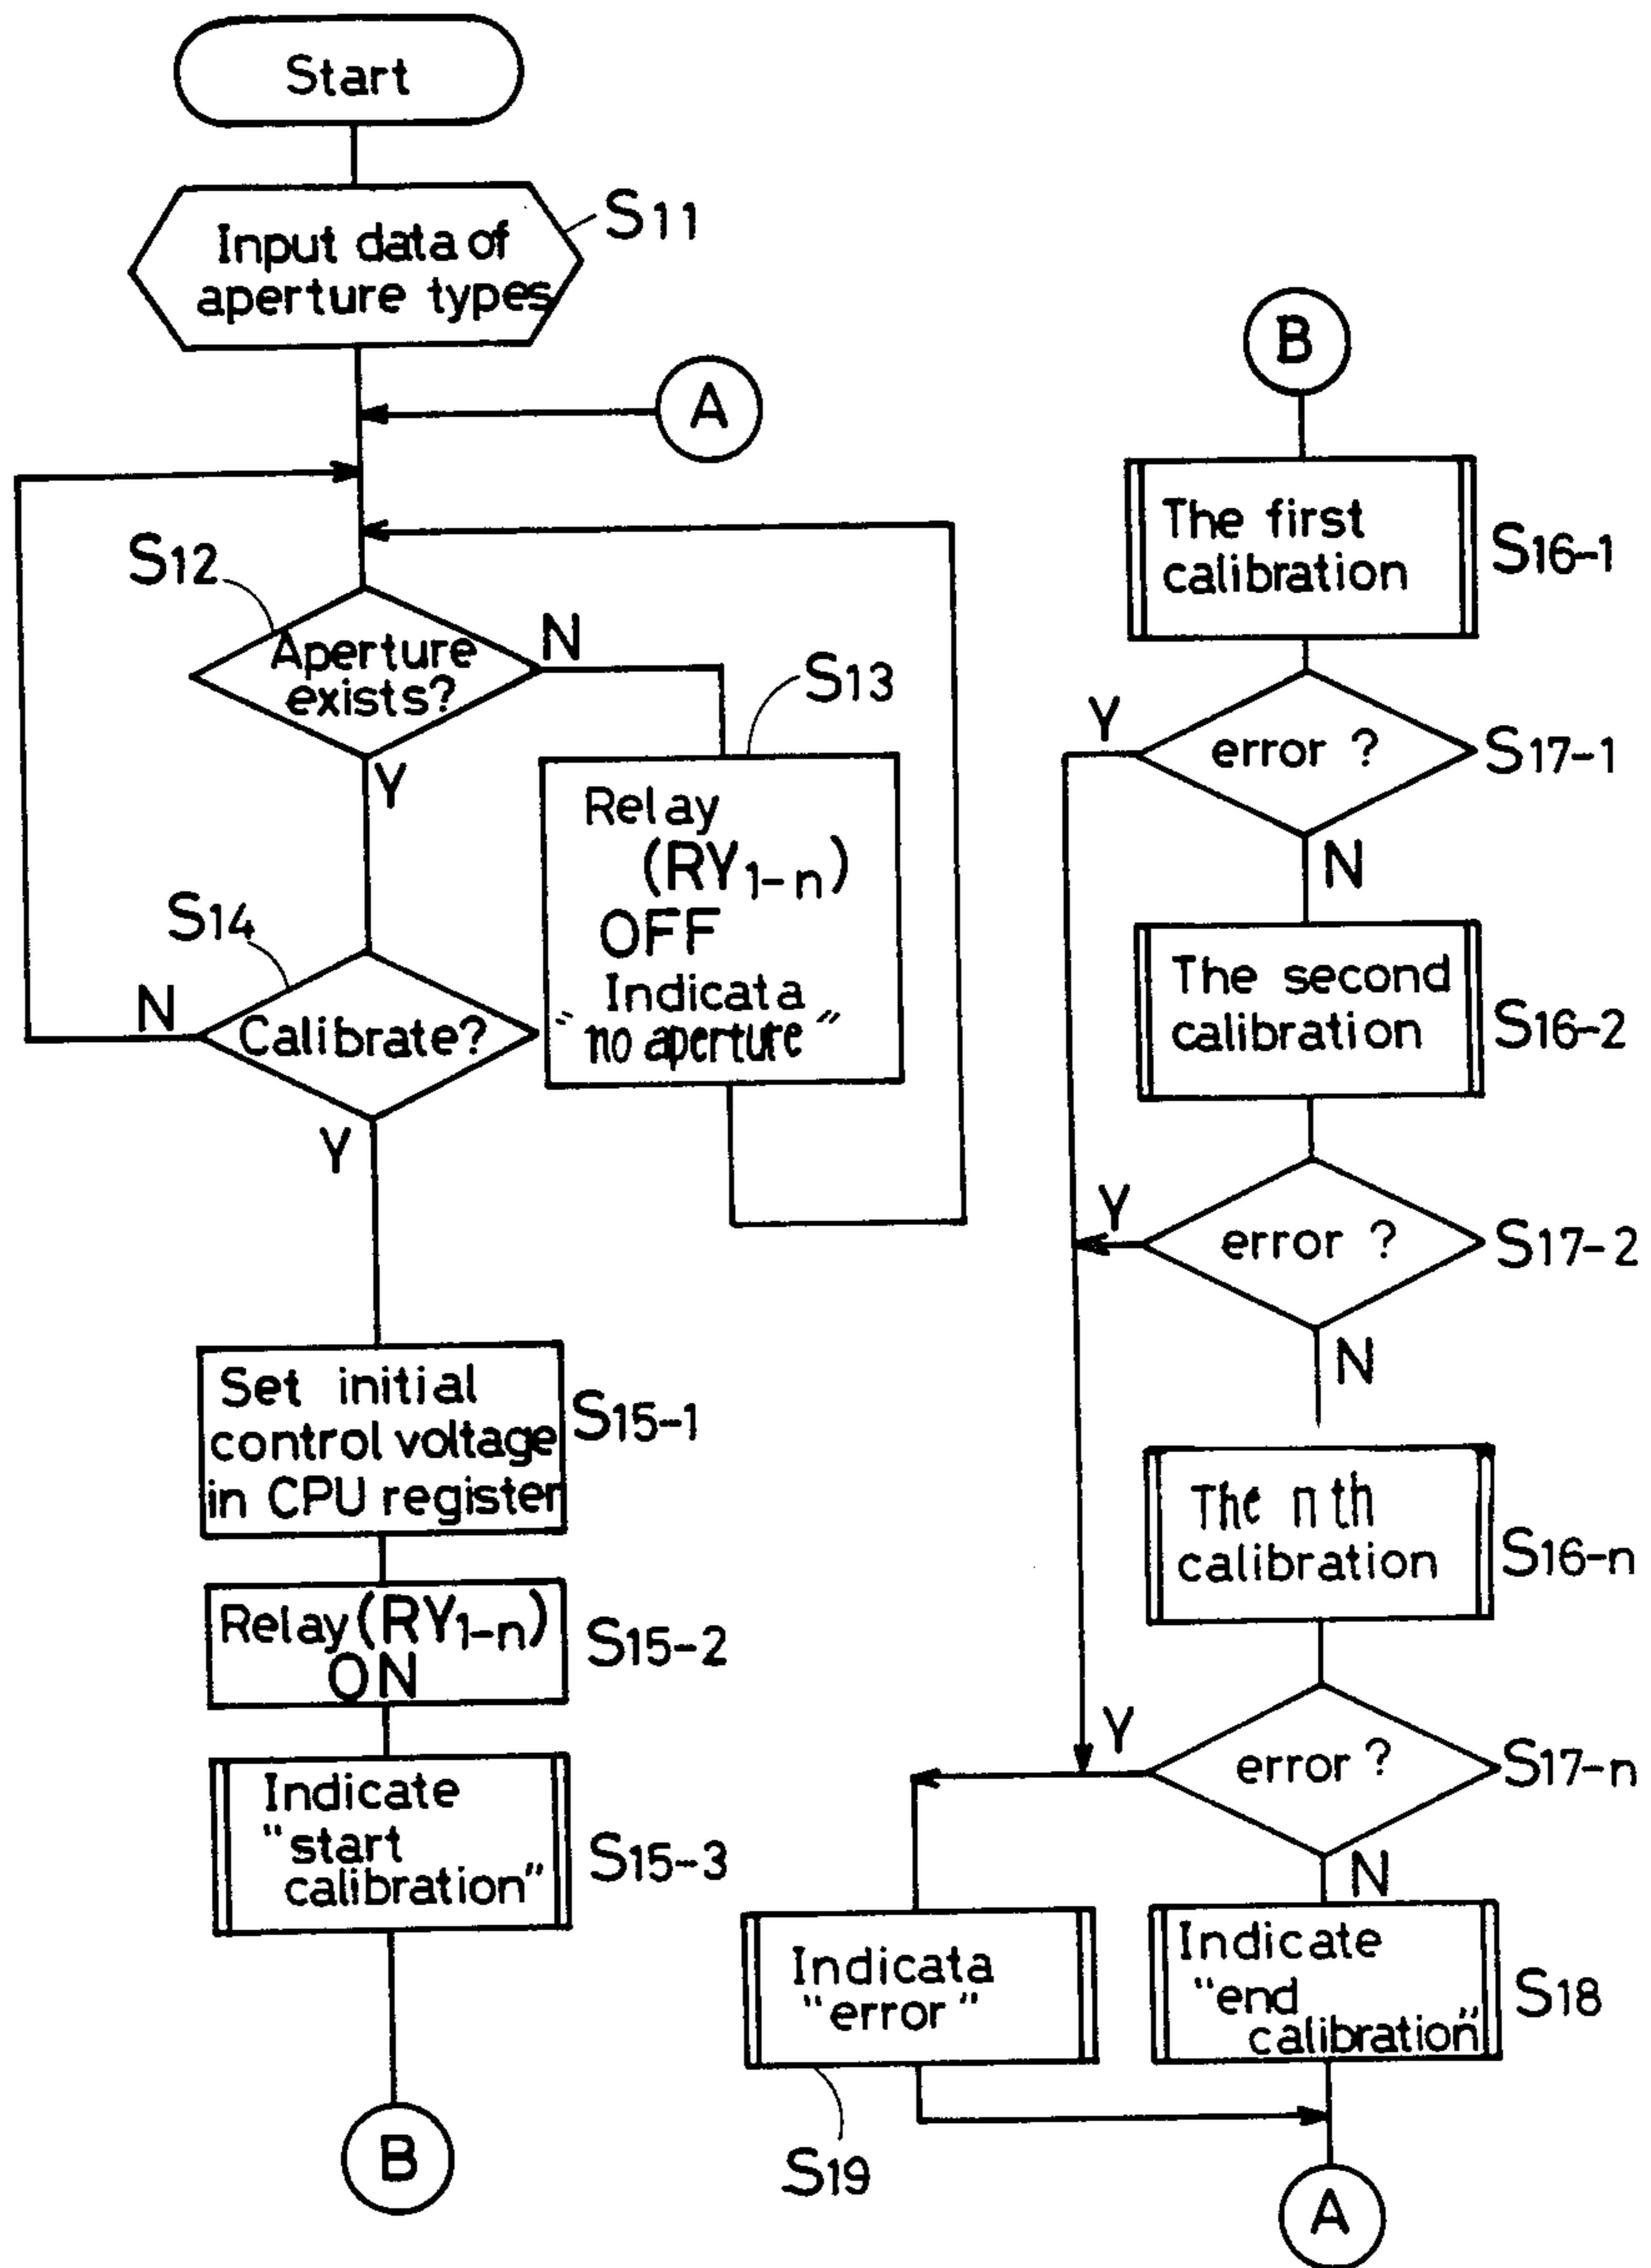 Start
Input data of
aperture types
S11
A
S12
Aperture
exists?
N
Y
S13
Relay
(RY1-n)
OFF
Indicata
"no aperture"
S14
Calibrate?
N
Y
Set initial
control voltage
in CPU register
S15-1
Relay (RY1-n)
ON
S15-2
Indicate
"start
calibration"
S15-3
B
B
The first
calibration
S16-1
Y
error ?
S17-1
N
The second
calibration
S16-2
Y
error ?
S17-2
N
The nth
calibration
S16-n
Y
error ?
S17-n
N
Indicata
"error"
S19
Indicate
"end
calibration"
S18
A